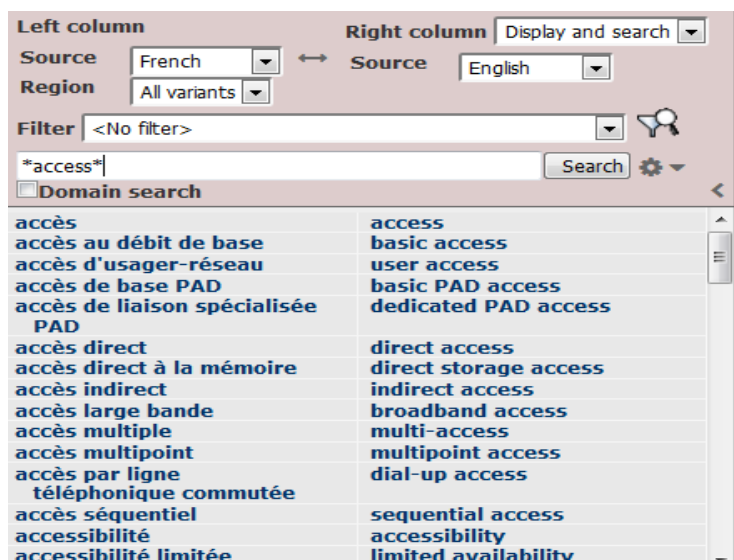 Left column
Right column Display and search
Source French ↔ Source English
Region All variants
Filter <No filter>
*access* Search
Domain search
accès access
accès au débit de base basic access
accès d'usager-réseau user access
accès de base PAD basic PAD access
accès de liaison spécialisée dedicated PAD access
PAD
accès direct direct access
accès direct à la mémoire direct storage access
accès indirect indirect access
accès large bande broadband access
accès multiple multi-access
accès multipoint multipoint access
accès par ligne dial-up access
téléphonique commutée
accès séquentiel sequential access
accessibilité accessibility
accessibilité limitée limited availability